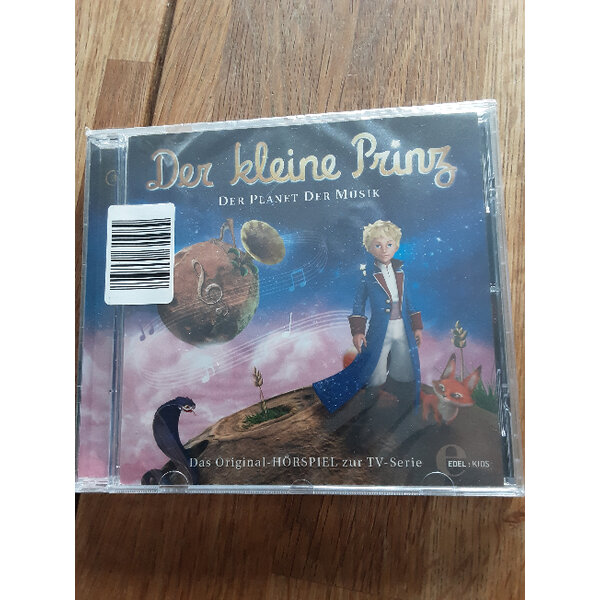 Der kleine Prinz
DER PLANET DER MUSIK
Das Original-HÖRSPIEL zur TV-Serie
e
EDEL:KIDS